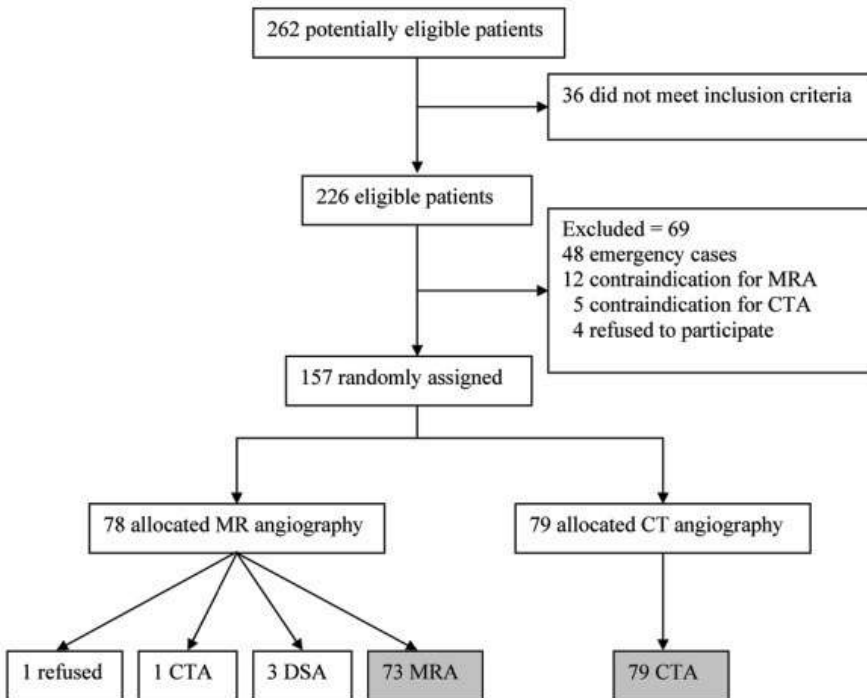 262 potentially eligible patients
36 did not meet inclusion criteria
226 eligible patients
Excluded = 69
48 emergency cases
12 contraindication for MRA
5 contraindication for CTA
4 refused to participate
157 randomly assigned
78 allocated MR angiography
79 allocated CT angiography
1 refused
1 CTA
3 DSA
73 MRA
79 CTA